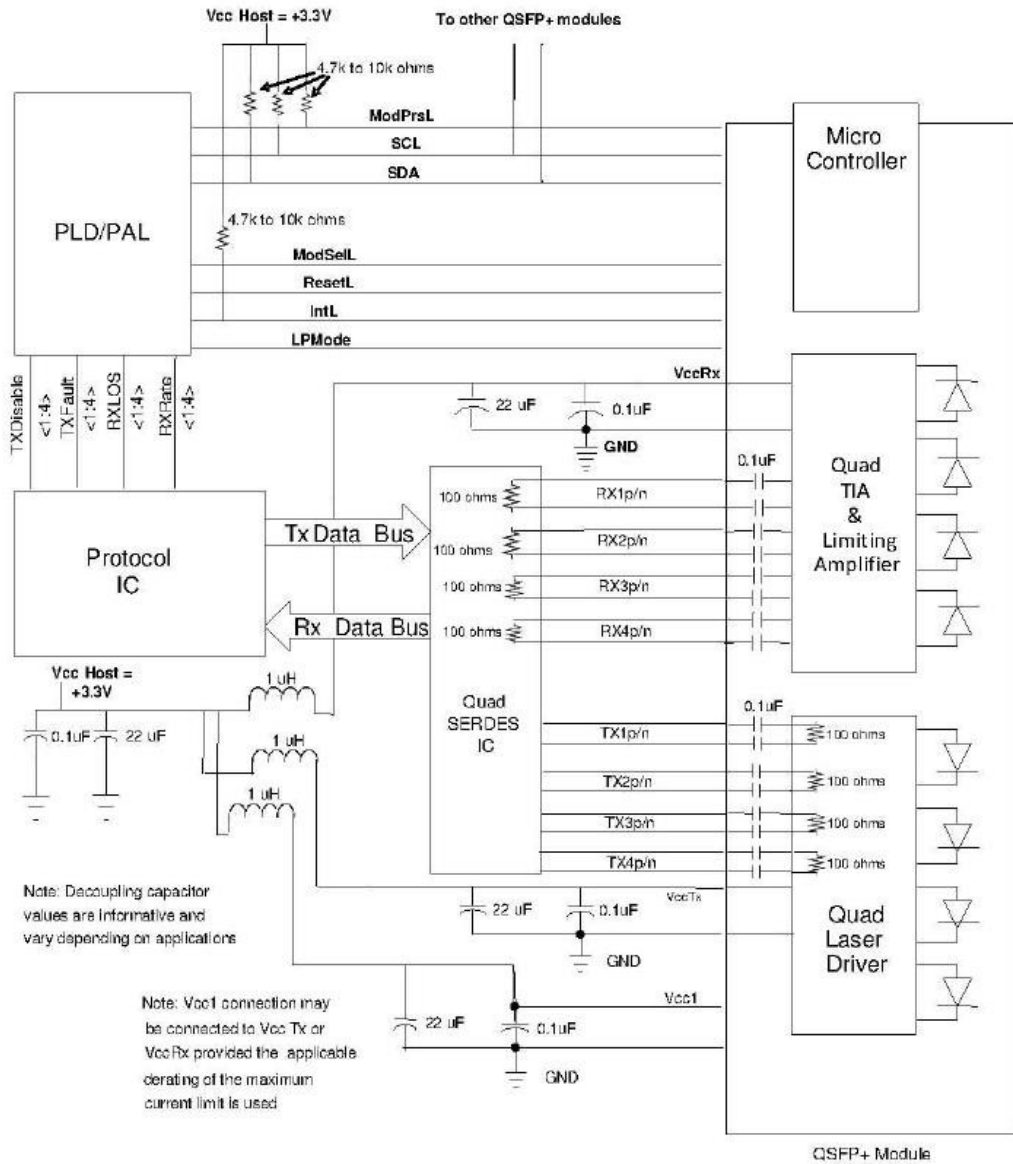 Vcc Host = +3.3V
To other QSFP+ modules
4.7k to 10k ohms
ModPrsL
SCL
SDA
Micro
Controller
PLD/PAL
4.7k to 10k ohms
ModSelL
ResetL
IntL
LPMode
TXDisable
<1:4>
TXFault
<1:4>
RXLOS
<1:4>
RXRate
<1:4>
VccRx
22 uF
0.1uF
GND
0.1uF
Quad
TIA
&
Limiting
Amplifier
Protocol
IC
Tx Data Bus
Rx Data Bus
100 ohms
RX1p/n
100 ohms
RX2p/n
100 ohms
RX3p/n
100 ohms
RX4p/n
Quad
SERDES
IC
Vcc Host =
+3.3V
0.1uF
22 uF
1 uH
1 uH
1 uH
0.1uF
TX1p/n
100 ohms
TX2p/n
100 ohms
TX3p/n
100 ohms
TX4p/n
100 ohms
Quad
Laser
Driver
VccTx
22 uF
0.1uF
GND
Note: Decoupling capacitor
values are informative and
vary depending on applications
Vcc1
22 uF
0.1uF
GND
Note: Vcc1 connection may
be connected to Vcc Tx or
VccRx provided the applicable
derating of the maximum
current limit is used
QSFP+ Module